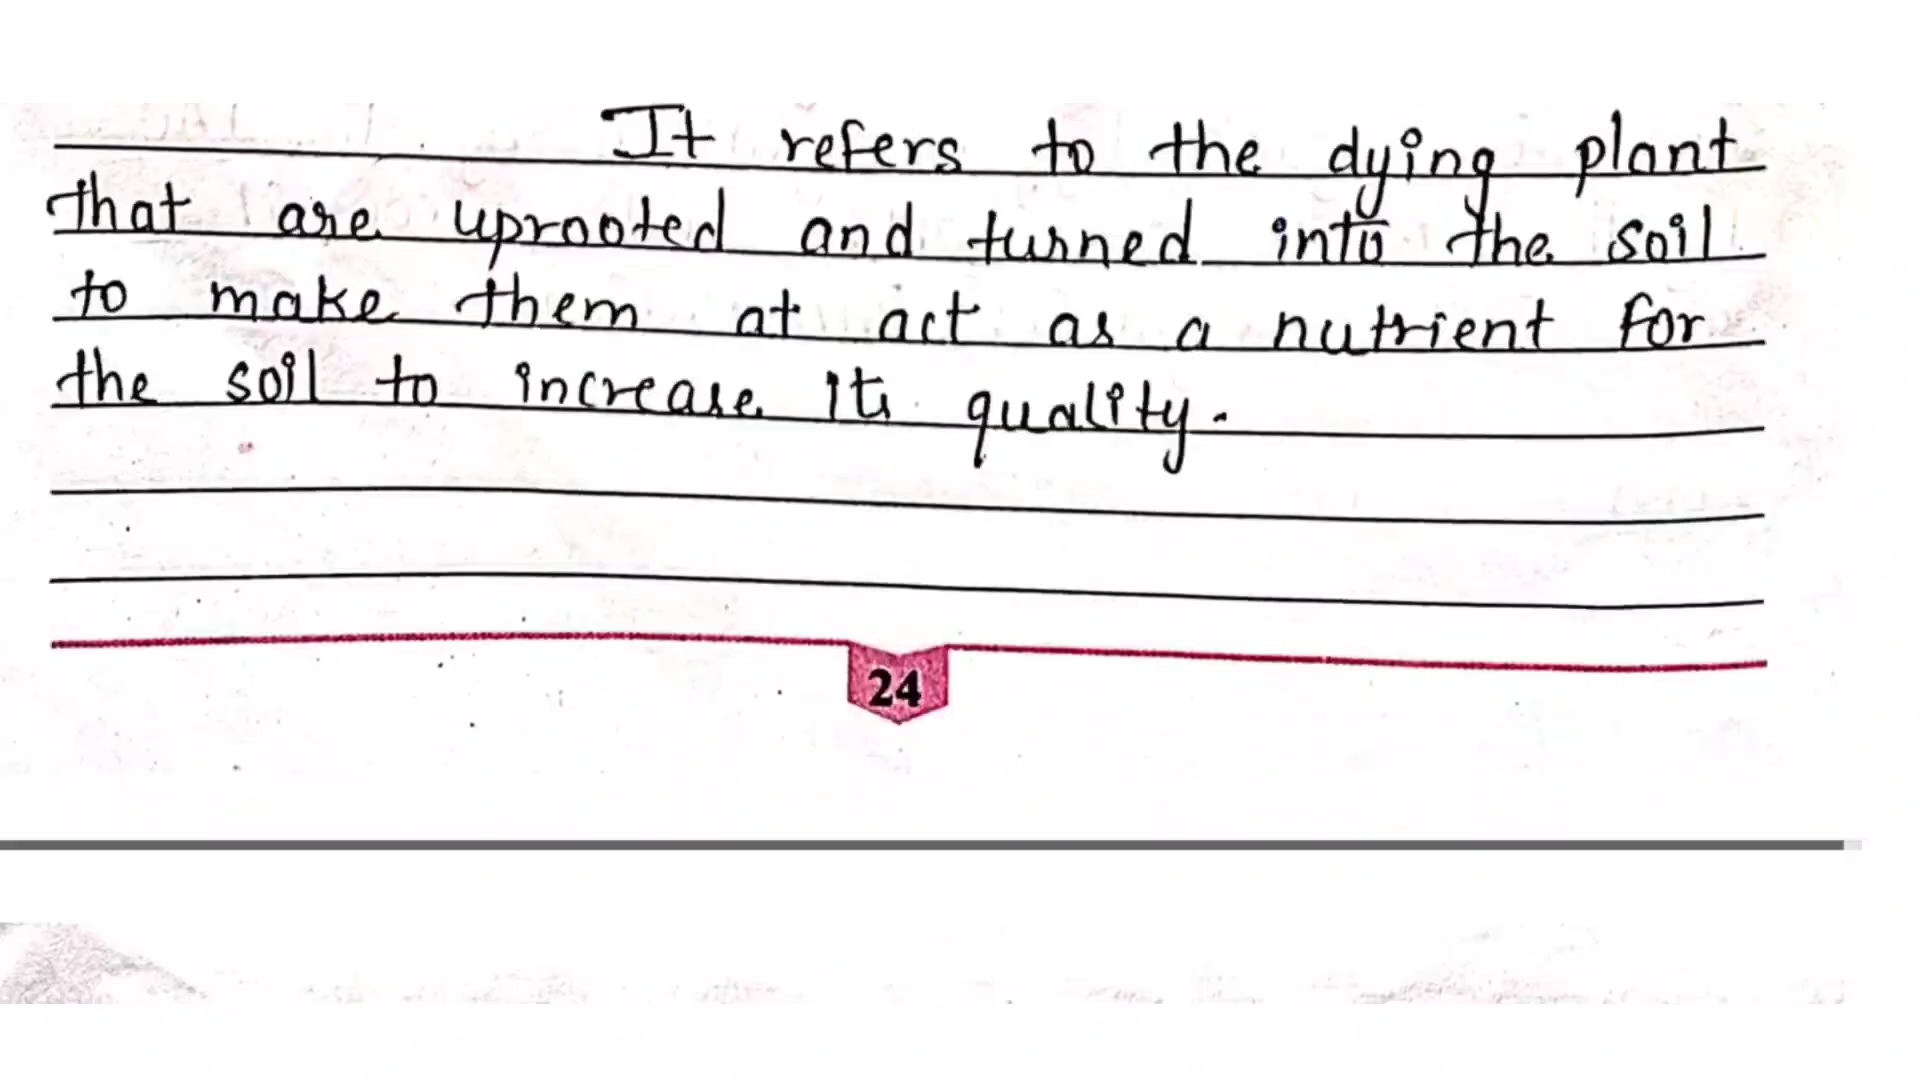 It refers to the dying plant
that are uprooted and turned into the soil
to make them at act as a nutrient for
the soil to increase its quality.
24